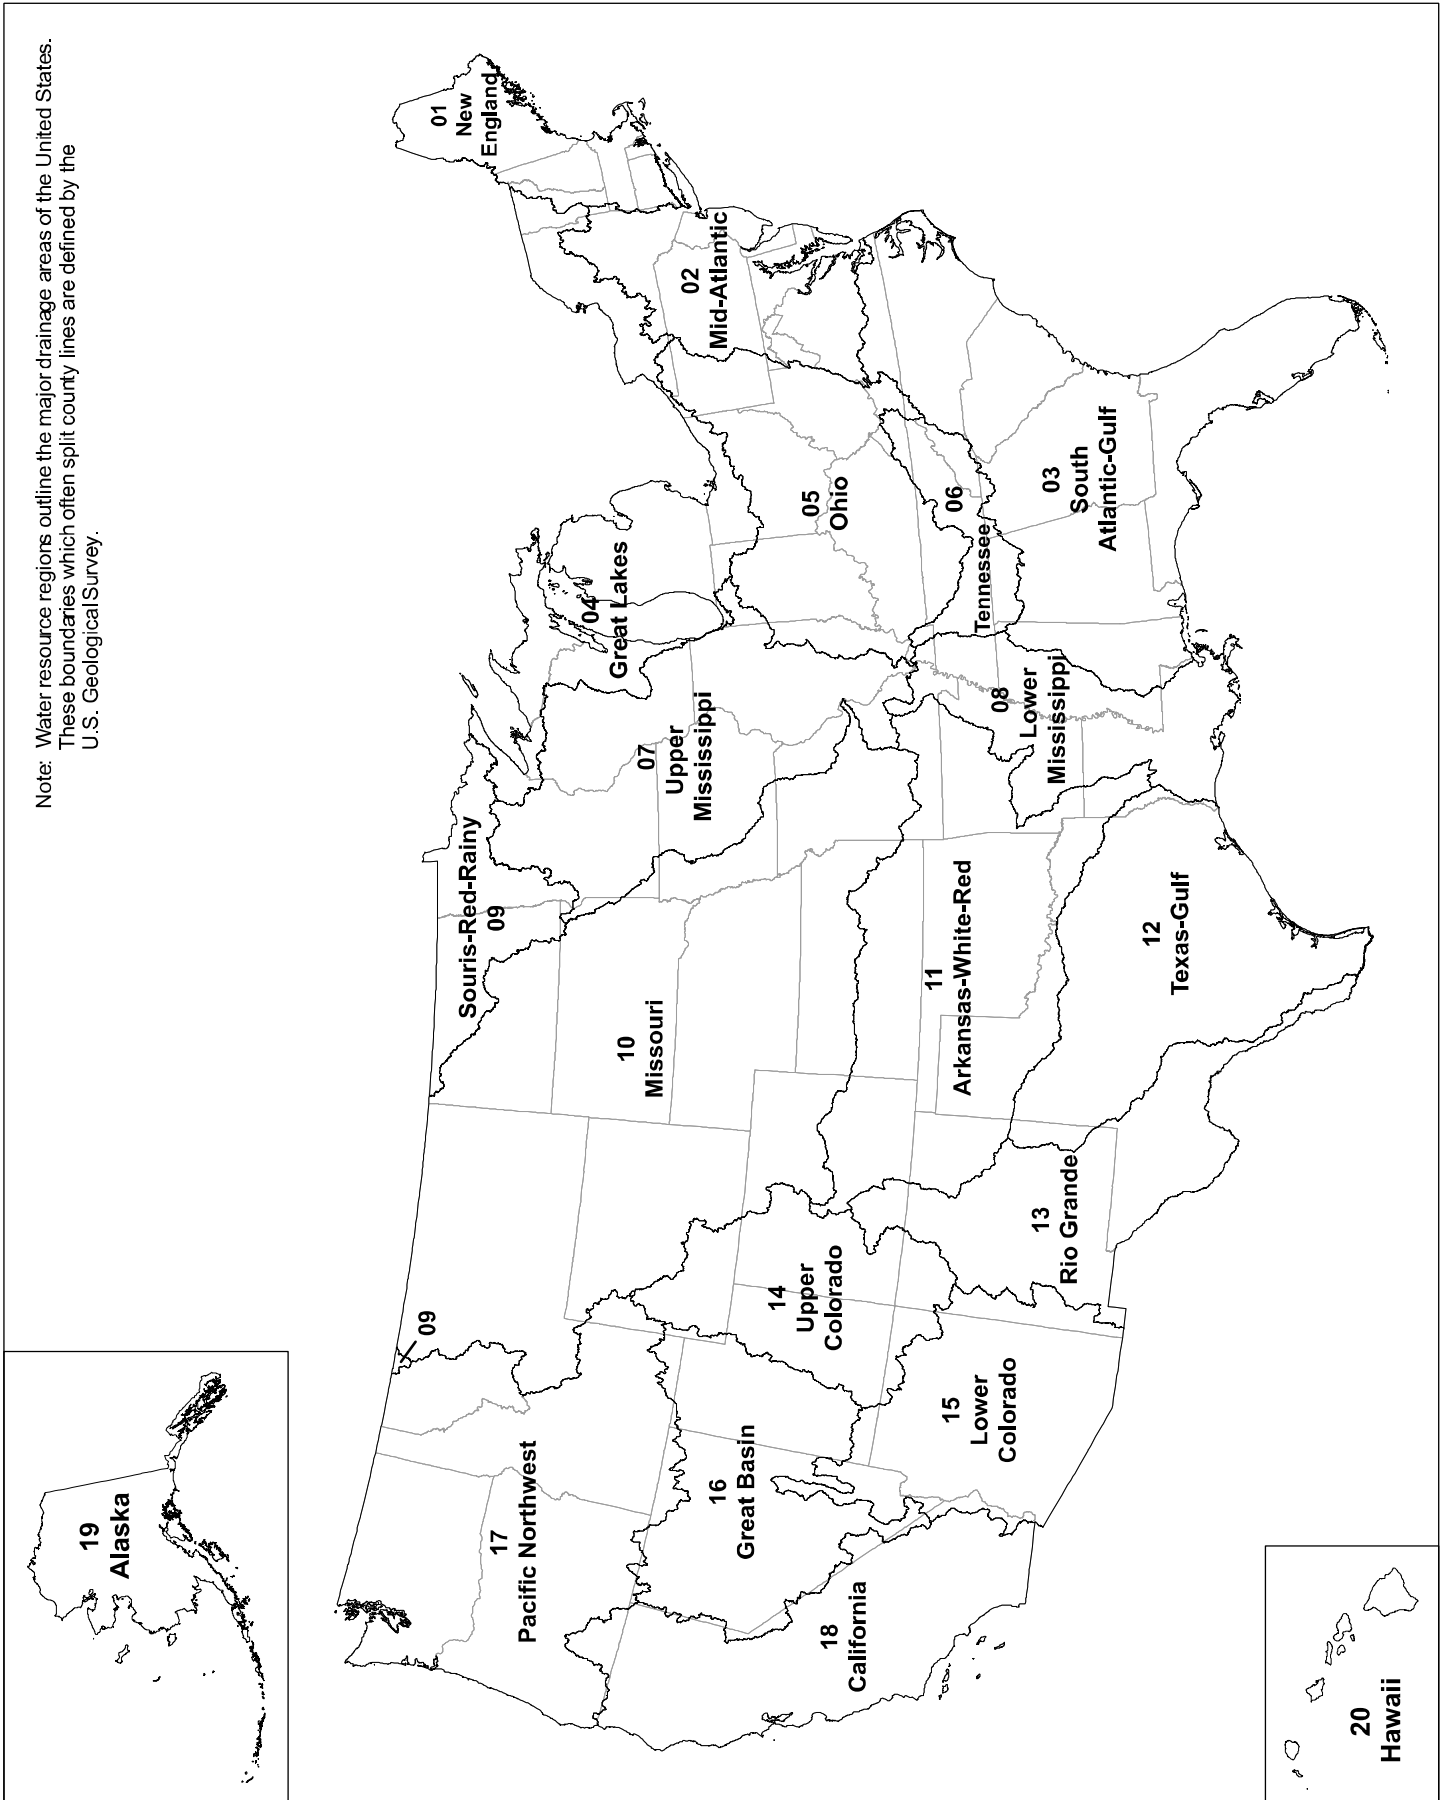 Note: Water resource regions outline the major drainage areas of the United States.
These boundaries which often split county lines are defined by the
U.S. Geological Survey.
19
Alaska
09
Souris-Red-Rainy
09
01
New
England
17
Pacific Northwest
10
Missouri
07
Upper
Mississippi
04
Great Lakes
02
Mid-Atlantic
16
Great Basin
14
Upper
Colorado
05
Ohio
18
California
15
Lower
Colorado
11
Arkansas-White-Red
06
Tennessee
13
Rio Grande
08
Lower
Mississippi
03
South
Atlantic-Gulf
12
Texas-Gulf
20
Hawaii